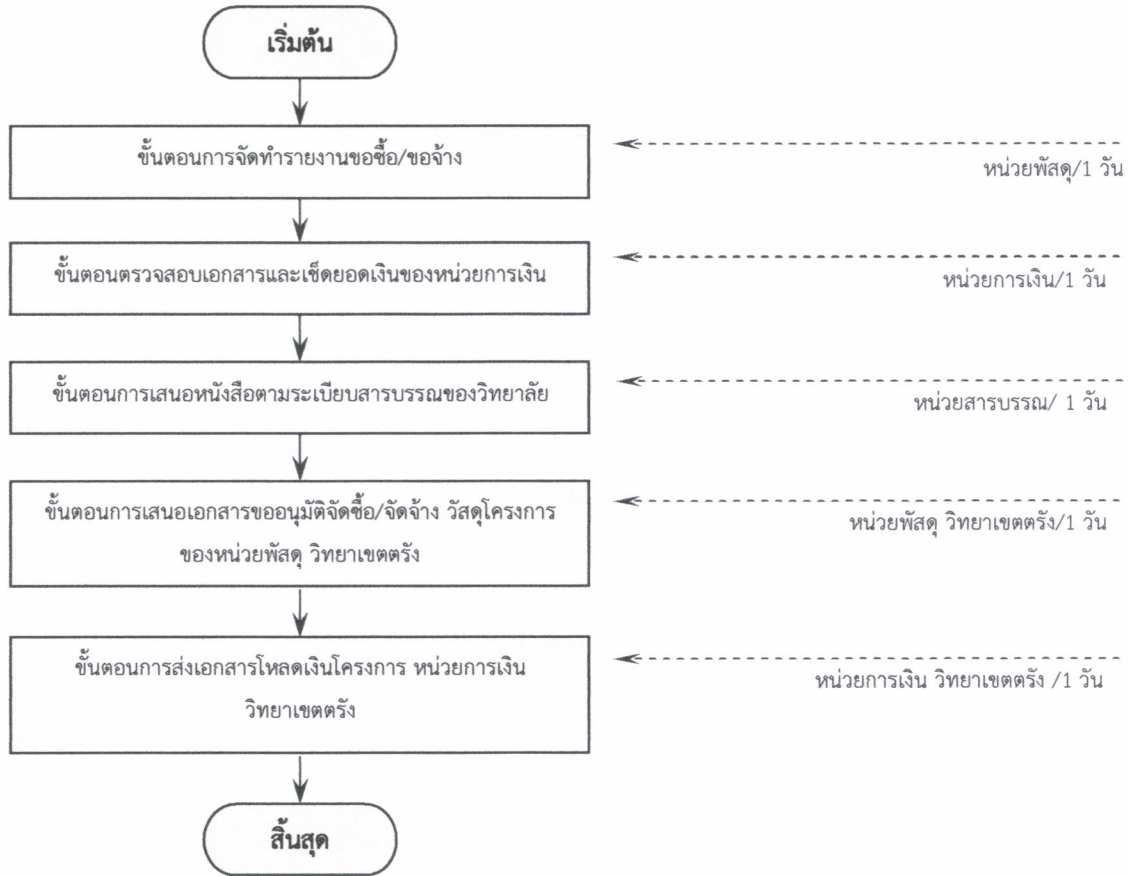 เริ่มต้น
ขั้นตอนการจัดทำรายงานขอซื้อ/ขอจ้าง
หน่วยพัสดุ/1 วัน
ขั้นตอนตรวจสอบเอกสารและเช็ดยอดเงินของหน่วยการเงิน
หน่วยการเงิน/1 วัน
ขั้นตอนการเสนอหนังสือตามระเบียบสารบรรณของวิทยาลัย
หน่วยสารบรรณ/ 1 วัน
ขั้นตอนการเสนอเอกสารขออนุมัติจัดซื้อ/จัดจ้าง วัสดุโครงการ
ของหน่วยพัสดุ วิทยาเขตตรัง
หน่วยพัสดุ วิทยาเขตตรัง/1 วัน
ขั้นตอนการส่งเอกสารโหลดเงินโครงการ หน่วยการเงิน
วิทยาเขตตรัง
หน่วยการเงิน วิทยาเขตตรัง /1 วัน
สิ้นสุด